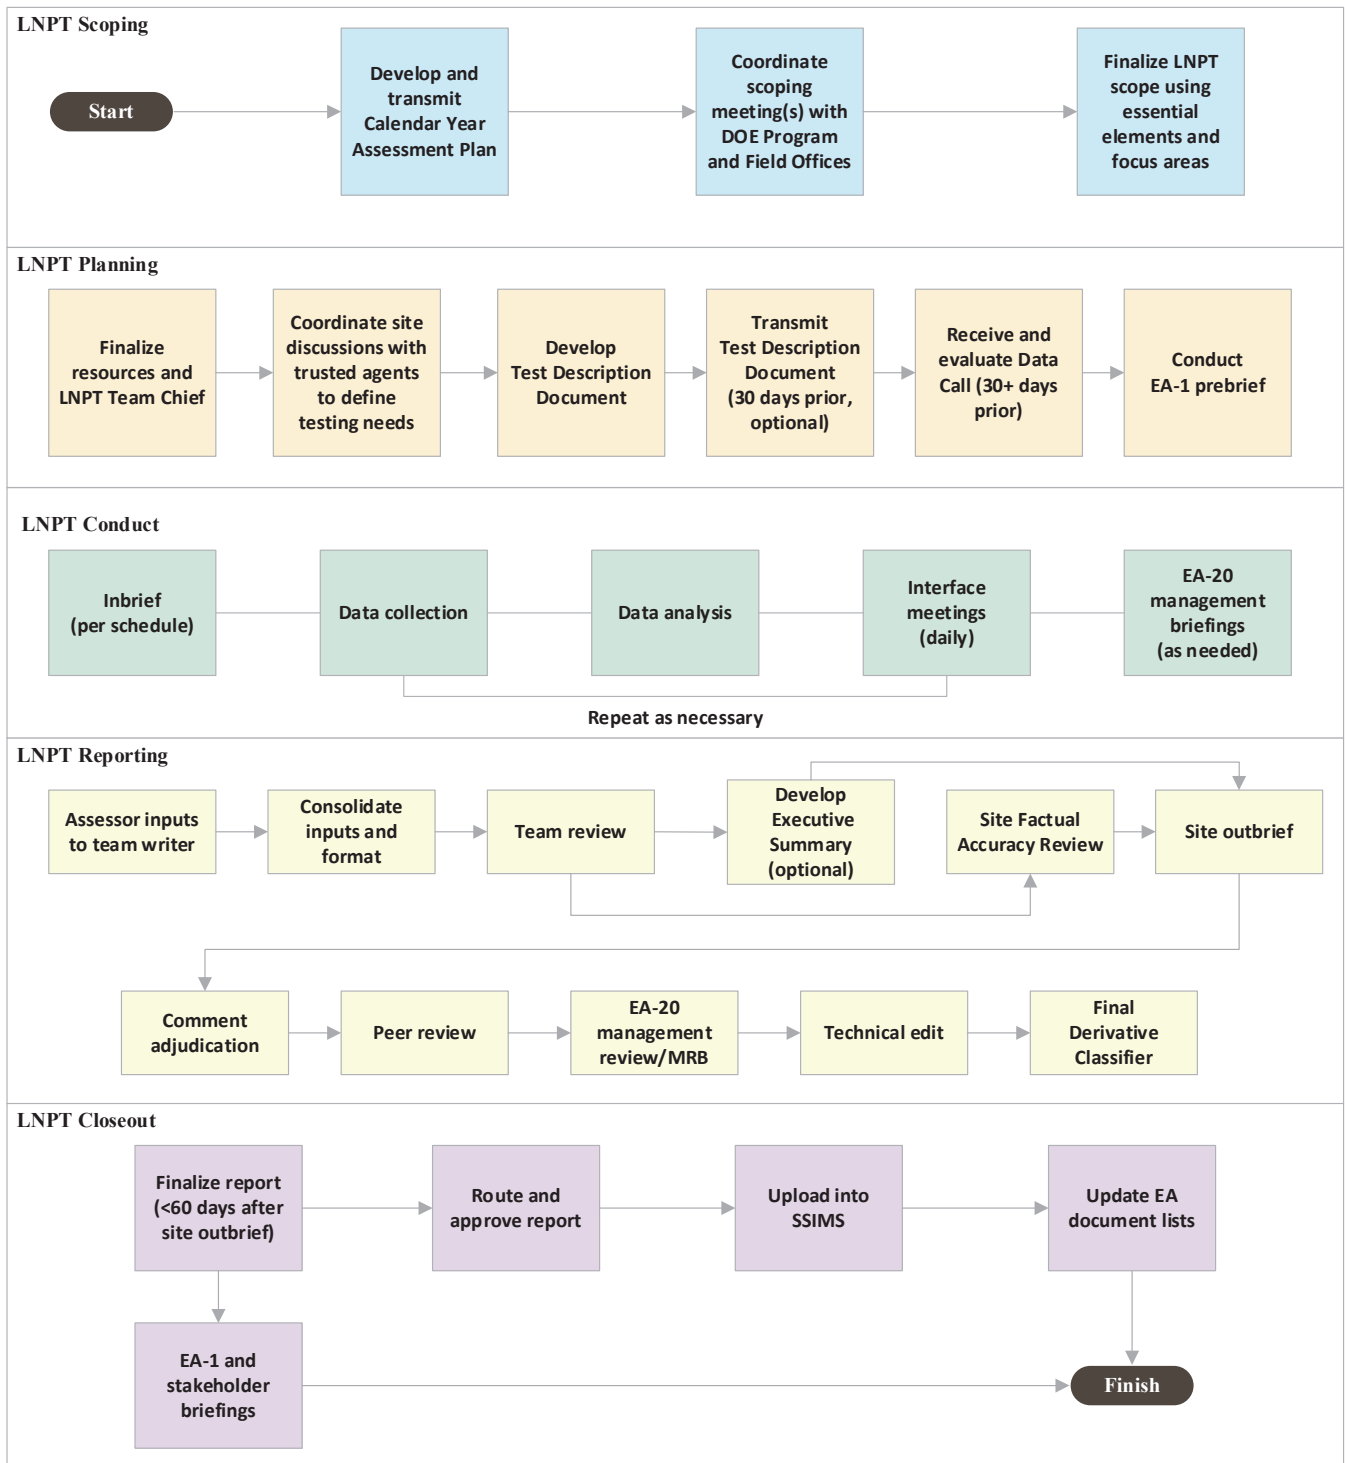 LNPT Scoping
Start
Develop and
transmit
Calendar Year
Assessment Plan
Coordinate
scoping
meeting(s) with
DOE Program
and Field Offices
Finalize LNPT
scope using
essential
elements and
focus areas
LNPT Planning
Finalize
resources and
LNPT Team Chief
Coordinate site
discussions with
trusted agents
to define
testing needs
Develop
Test Description
Document
Transmit
Test Description
Document
(30 days prior,
optional)
Receive and
evaluate Data
Call (30+ days
prior)
Conduct
EA-1 prebrief
LNPT Conduct
Inbrief
(per schedule)
Data collection
Data analysis
Interface
meetings
(daily)
EA-20
management
briefings
(as needed)
Repeat as necessary
LNPT Reporting
Assessor inputs
to team writer
Consolidate
inputs and
format
Team review
Develop
Executive
Summary
(optional)
Site Factual
Accuracy Review
Site outbrief
Comment
adjudication
Peer review
EA-20
management
review/MRB
Technical edit
Final
Derivative
Classifier
LNPT Closeout
Finalize report
(<60 days after
site outbrief)
Route and
approve report
Upload into
SSIMS
Update EA
document lists
EA-1 and
stakeholder
briefings
Finish